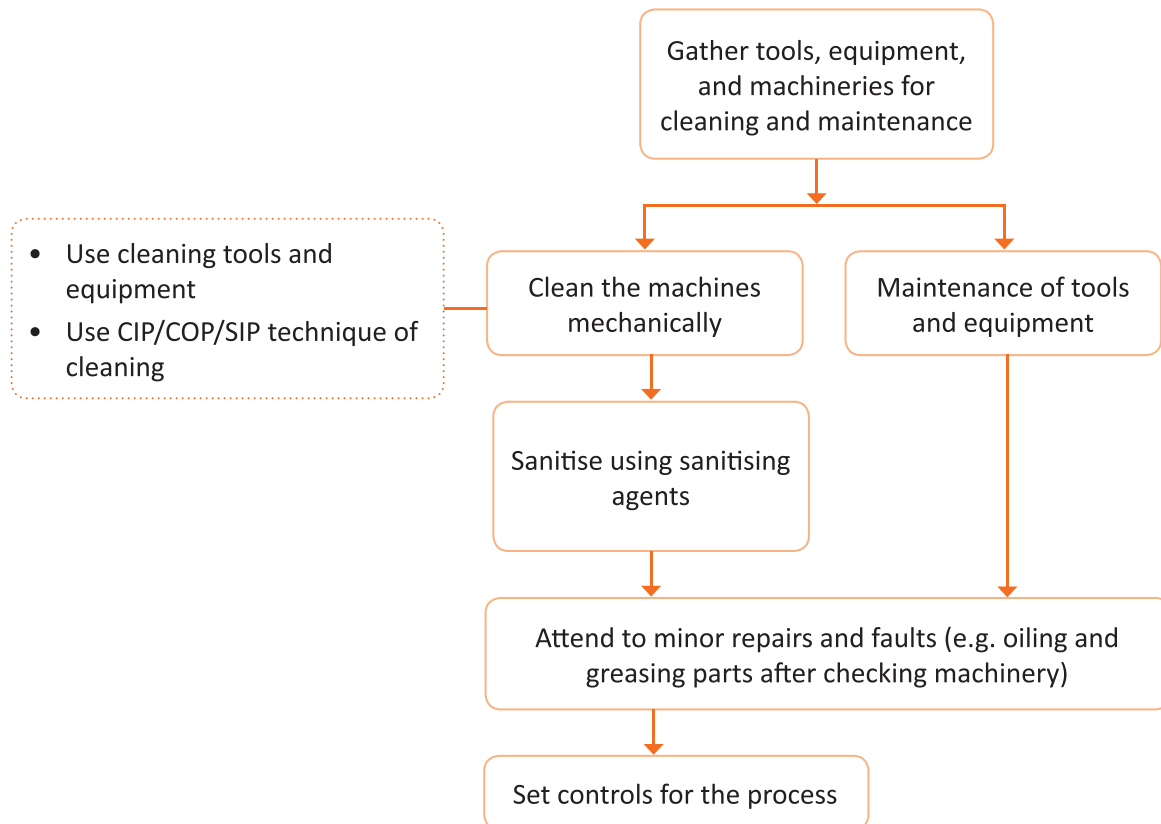 Gather tools, equipment,
and machineries for
cleaning and maintenance
• Use cleaning tools and
equipment
• Use CIP/COP/SIP technique of
cleaning
Clean the machines
mechanically
Maintenance of tools
and equipment
Sanitise using sanitising
agents
Attend to minor repairs and faults (e.g. oiling and
greasing parts after checking machinery)
Set controls for the process